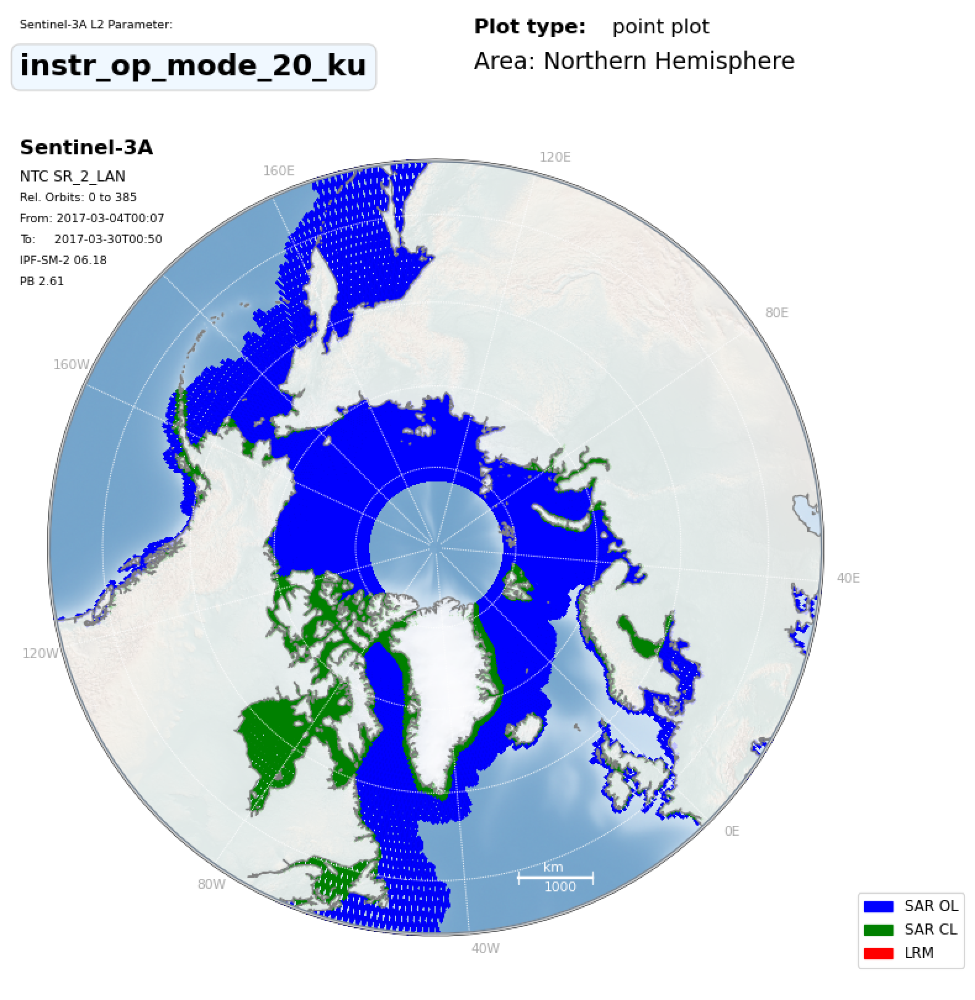 Sentinel-3A L2 Parameter:
instr_op_mode_20_ku
Plot type: point plot
Area: Northern Hemisphere
Sentinel-3A
NTC SR_2_LAN
Rel. Orbits: 0 to 385
From: 2017-03-04T00:07
To: 2017-03-30T00:50
IPF-SM-2 06.18
PB 2.61
120E
160E
80E
160W
40E
120W
0E
80W
40W
km
1000
SAR OL
SAR CL
LRM